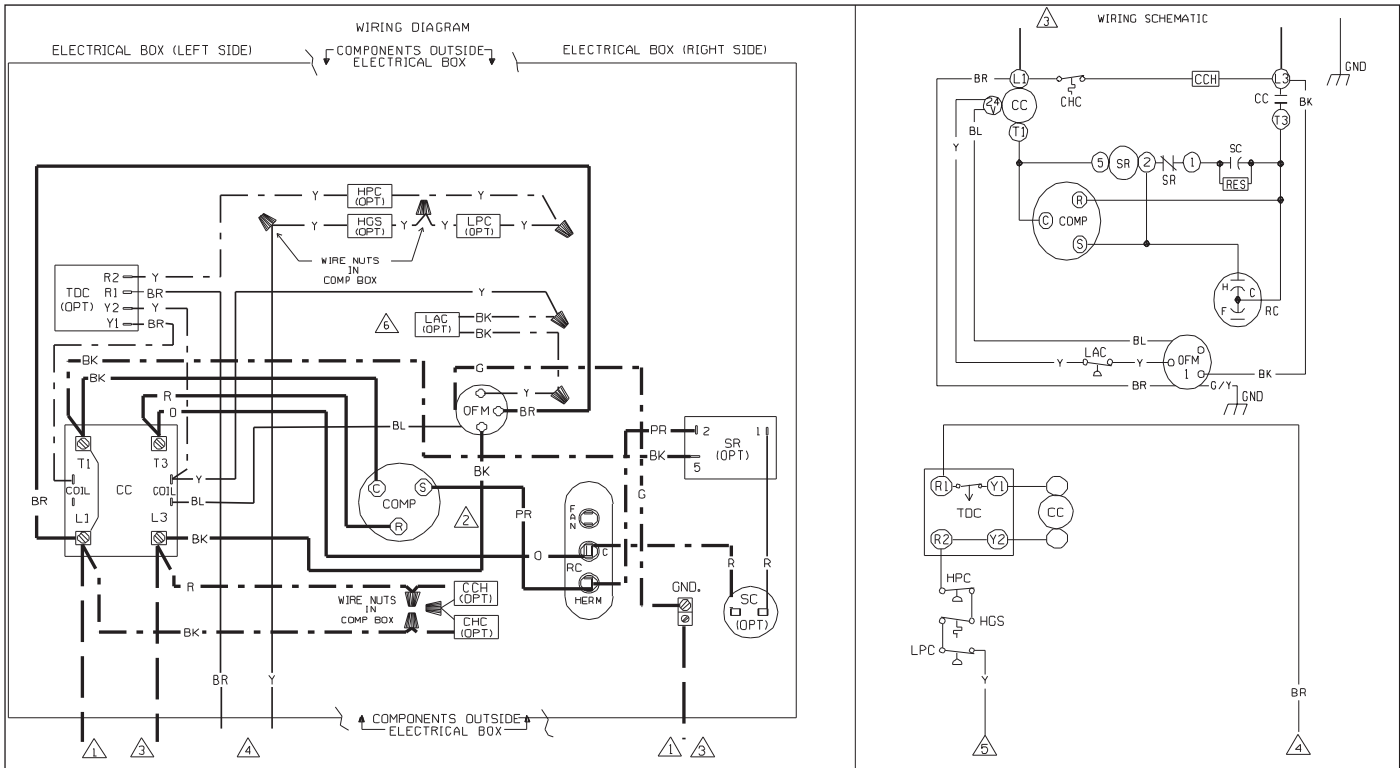 WIRING DIAGRAM
ELECTRICAL BOX (LEFT SIDE)
COMPONENTS OUTSIDE
ELECTRICAL BOX
ELECTRICAL BOX (RIGHT SIDE)
Y
HPC
(OPT)
Y
Y
HGS
(OPT)
Y
Y
LPC
(OPT)
Y
WIRE NUTS
IN
COMP BOX
TDC
(OPT)
R2
Y
R1
BR
Y2
Y
Y1
BR
Y
6
LAC
(OPT)
BK
BK
BK
BK
R
O
G
Y
OFM
BR
BL
PR
2
1
SR
(OPT)
BK
5
T1
T3
COIL
CC
COIL
Y
BL
BR
L1
L3
BK
BK
C
S
COMP
R
2
PR
G
FAN
C
RC
HERM
O
R
R
SC
(OPT)
GND.
R
WIRE NUTS
IN
COMP BOX
CCH
(OPT)
CHC
(OPT)
BK
BR
Y
COMPONENTS OUTSIDE
ELECTRICAL BOX
1
3
4
1
3
3
WIRING SCHEMATIC
GND
BR
L1
CHC
CCH
L3
24
V
CC
CC
BK
T3
BL
T1
Y
5
SR
2
SR
1
SC
RES
R
C
COMP
S
H
C
F
RC
BL
LAC
Y
Y
OFM
1
BK
BR
G/Y
GND
R1
Y1
TDC
CC
R2
Y2
HPC
HGS
LPC
Y
BR
5
4